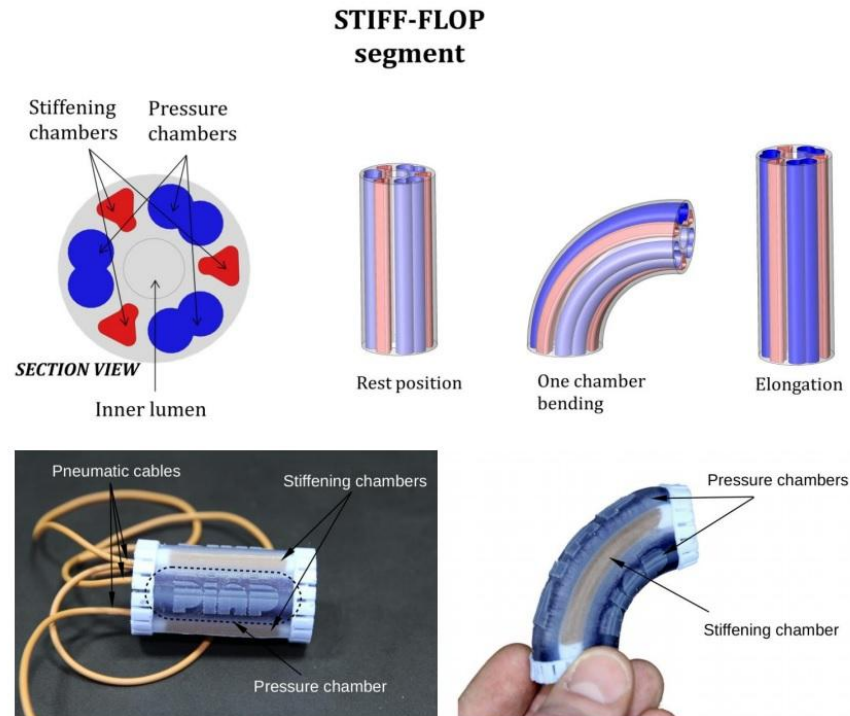 STIFF-FLOP
segment
Stiffening
chambers
Pressure
chambers
SECTION VIEW
Inner lumen
Rest position
One chamber
bending
Elongation
Pneumatic cables
Stiffening chambers
PIAP
Pressure chamber
Pressure chambers
Stiffening chamber